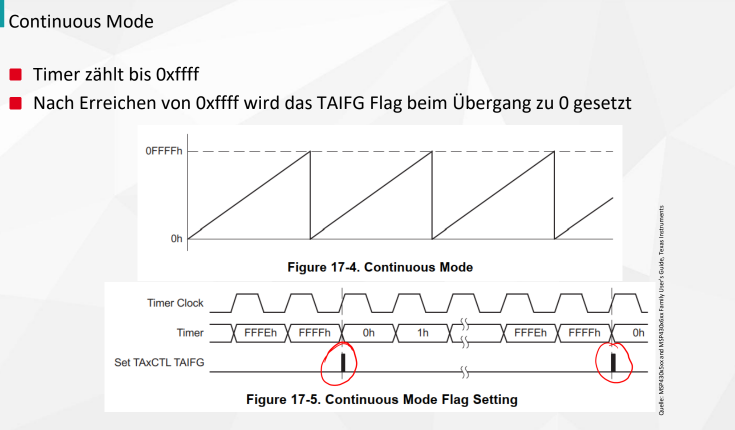 Continuous Mode
Timer zählt bis 0xffff
Nach Erreichen von 0xffff wird das TAIFG Flag beim Übergang zu 0 gesetzt
0FFFFh
0h
Figure 17-4. Continuous Mode
Timer Clock
Timer FFFEh FFFFh 0h 1h FFFEh FFFFh 0h
Set TAxCTL TAIFG
Figure 17-5. Continuous Mode Flag Setting
Quelle: MSP430x5xx and MSP430x6xx Family User's Guide, Texas Instruments